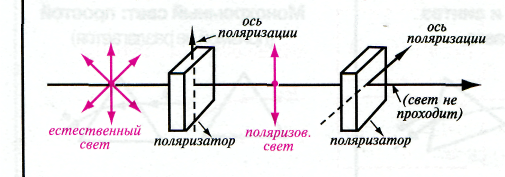 ось
поляризации
ось
поляризации
естественный
свет
поляризатор
поляризов.
свет
(свет не
проходит)
поляризатор